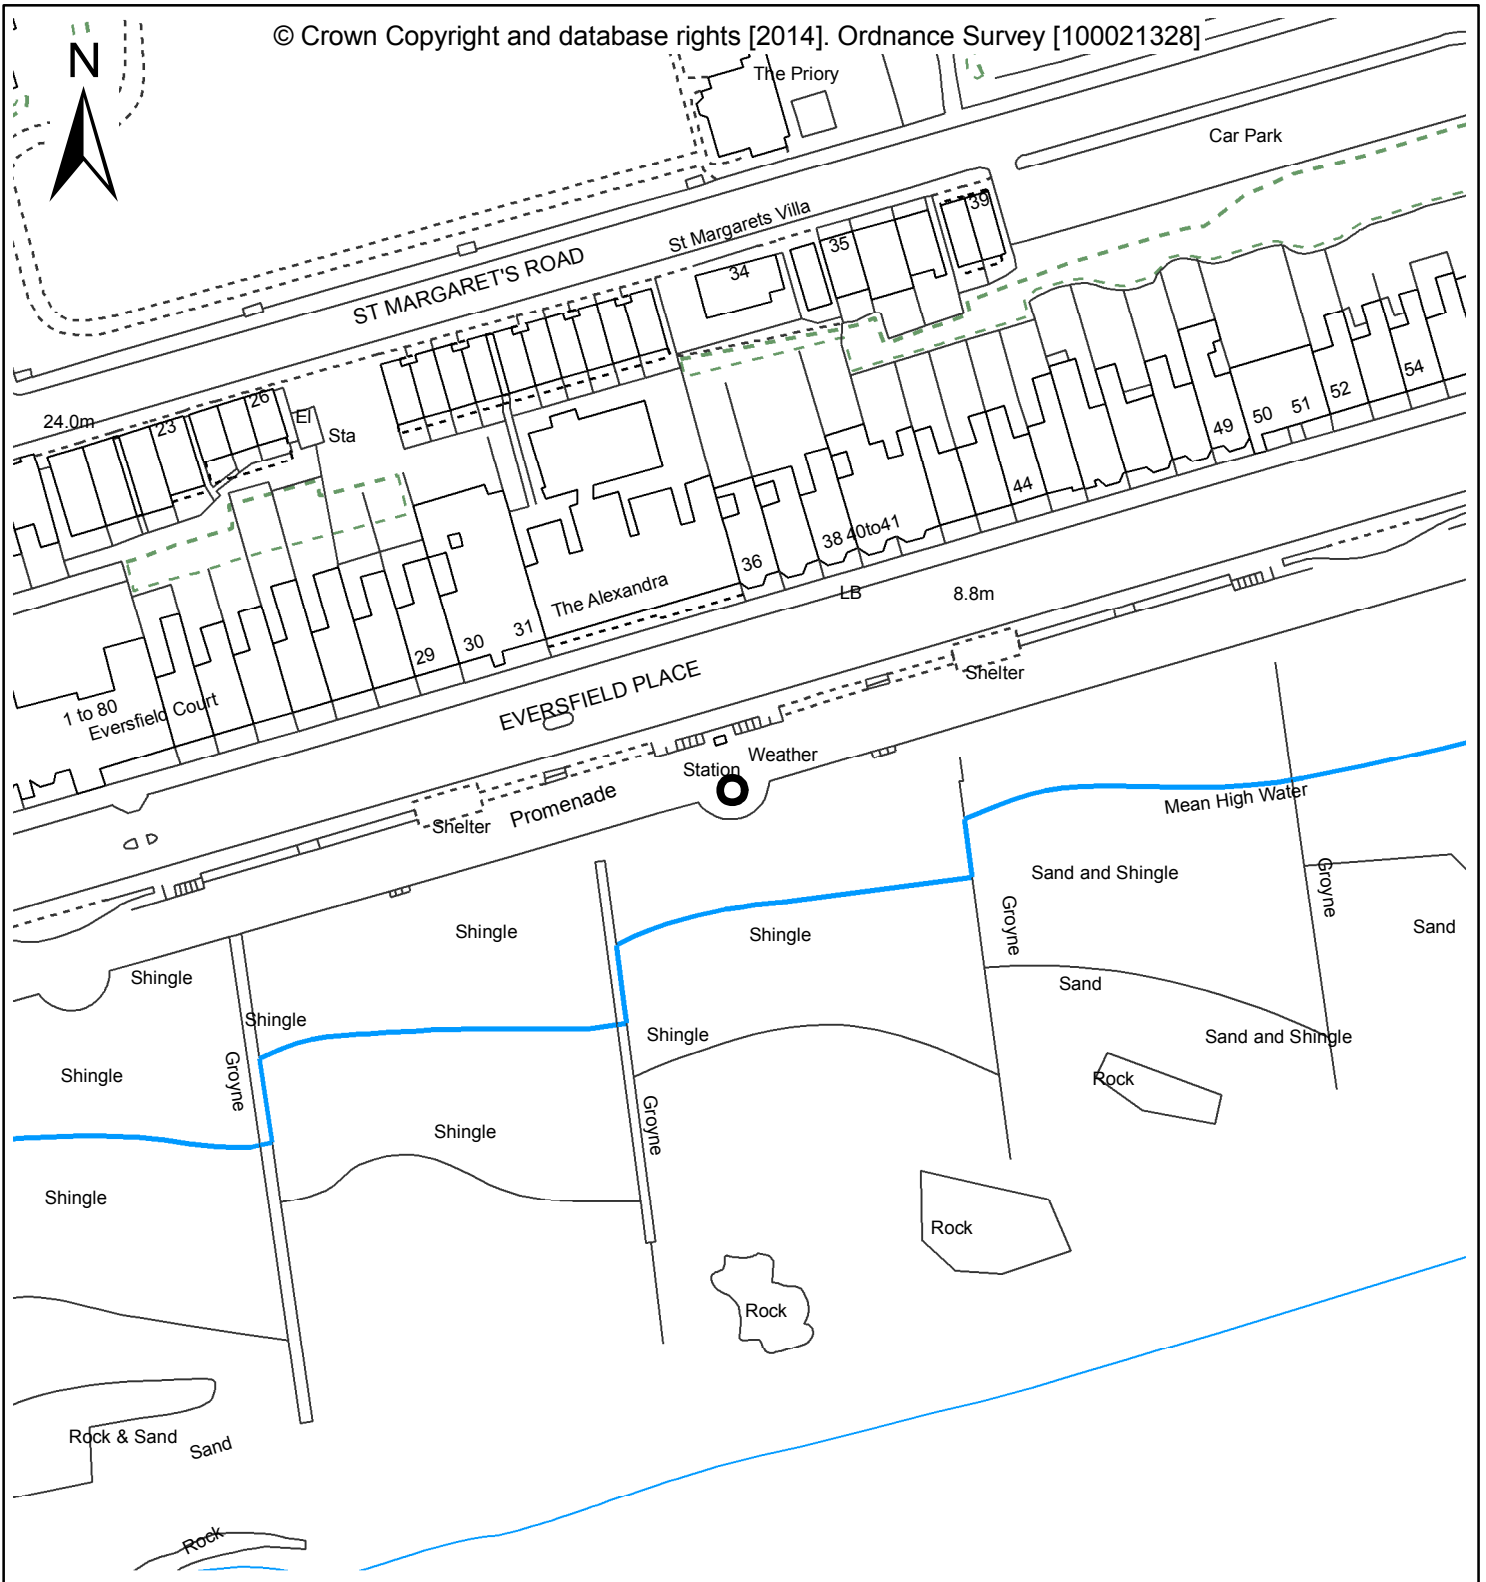 © Crown Copyright and database rights [2014]. Ordnance Survey [100021328]
N
The Priory
Car Park
St Margarets Villa
39
35
34
ST MARGARET'S ROAD
26
El
Sta
24.0m
23
54
52
51
50
49
44
40to41
38
36
LB
8.8m
The Alexandra
31
30
29
1 to 80
Eversfield Court
EVERSFIELD PLACE
Shelter
Weather
Station
Promenade
Shelter
Mean High Water
Sand and Shingle
Groyne
Groyne
Sand
Shingle
Shingle
Shingle
Sand
Shingle
Shingle
Sand and Shingle
Shingle
Groyne
Rock
Groyne
Shingle
Shingle
Rock
Rock
Rock & Sand
Sand
Rock